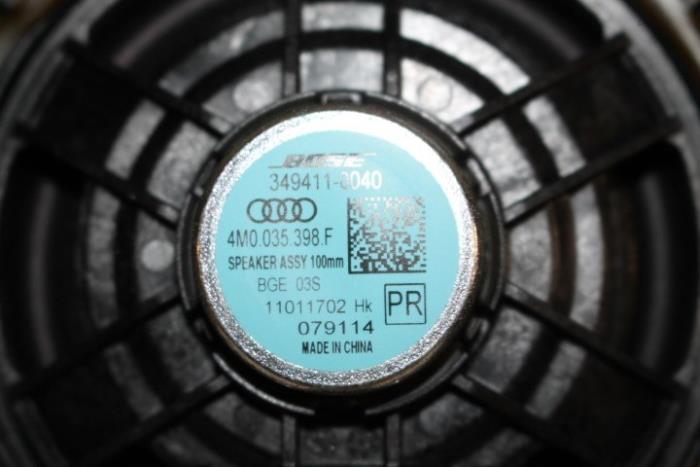 BOSE
349411-0040
4M0.035.398.F
SPEAKER ASSY 100mm
BGE 03S
11011702 Hk
PR
079114
MADE IN CHINA